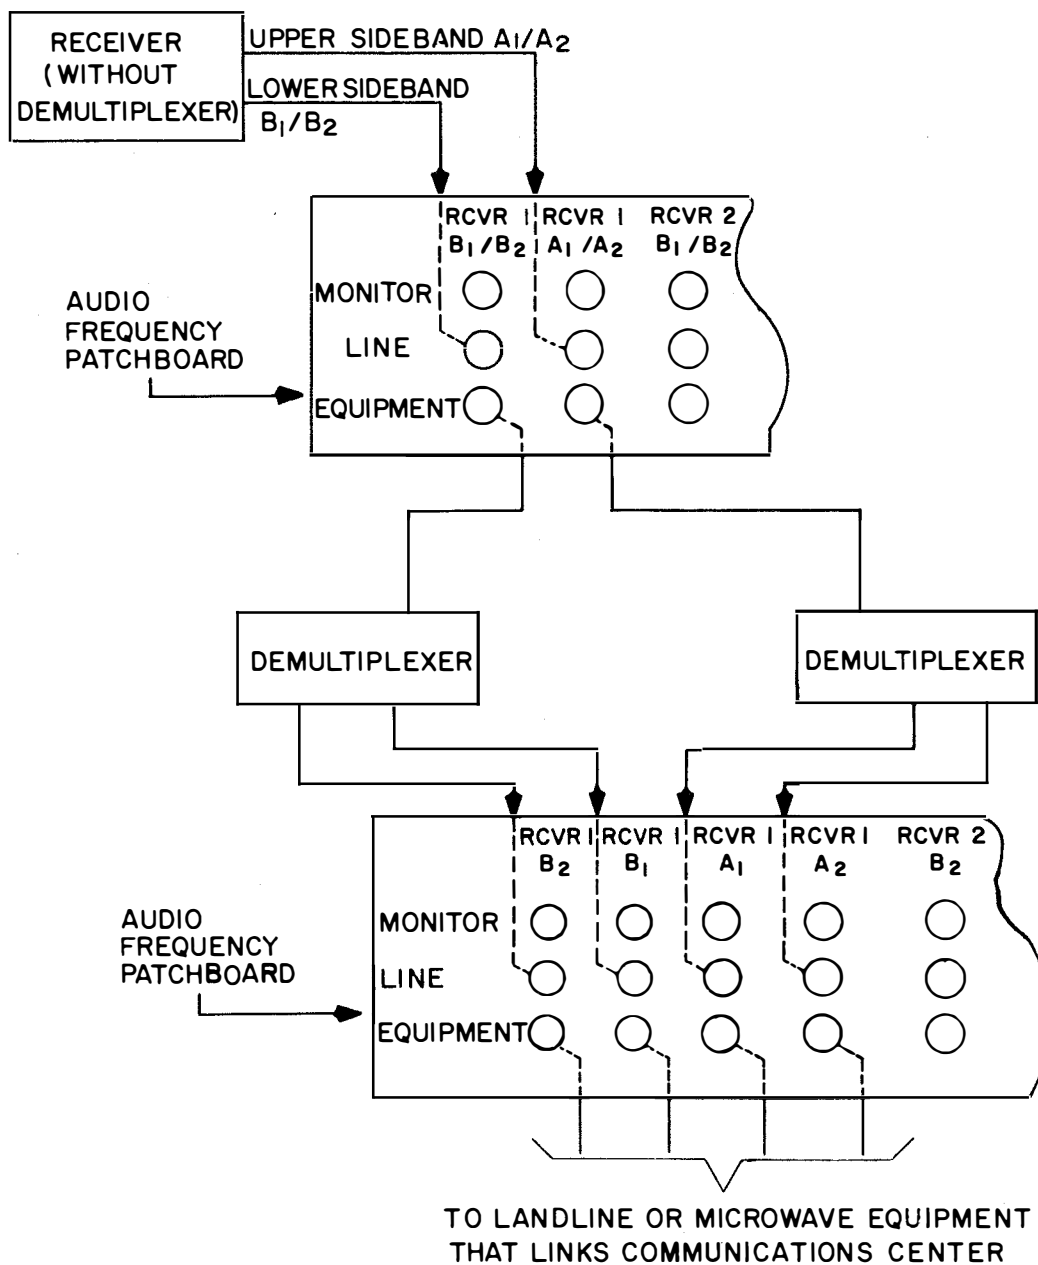 RECEIVER
(WITHOUT
DEMULTIPLEXER)
UPPER SIDEBAND A1/A2
LOWER SIDEBAND
B1/B2
RCVR 1 RCVR 1 RCVR 2
B1/B2 A1/A2 B1/B2
MONITOR
LINE
EQUIPMENT
AUDIO
FREQUENCY
PATCHBOARD
DEMULTIPLEXER
DEMULTIPLEXER
RCVR 1 RCVR 1 RCVR 1 RCVR 1 RCVR 2
B2 B1 A1 A2 B2
MONITOR
LINE
EQUIPMENT
AUDIO
FREQUENCY
PATCHBOARD
TO LANDLINE OR MICROWAVE EQUIPMENT
THAT LINKS COMMUNICATIONS CENTER